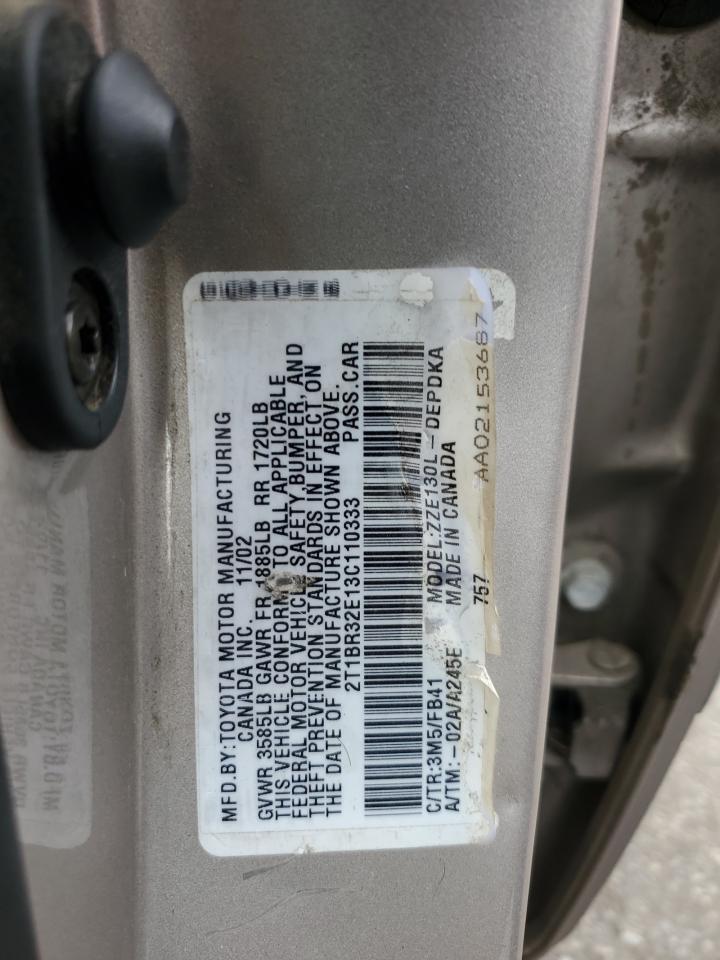 MFD.BY:TOYOTA MOTOR MANUFACTURING
CANADA INC. 11/02
GVWR 3585LB GAWR FR 1885LB RR 1720LB
THIS VEHICLE CONFORMS TO ALL APPLICABLE
FEDERAL MOTOR VEHICLE SAFETY, BUMPER, AND
THEFT PREVENTION STANDARDS IN EFFECT ON
THE DATE OF MANUFACTURE SHOWN ABOVE.
2T1BR32E13C110333 PASS.CAR
C/TR:3M5/FB41 MODEL:ZZE130L-DEPDKA
A/TM:-02A/A245E MADE IN CANADA
757 AA02153687